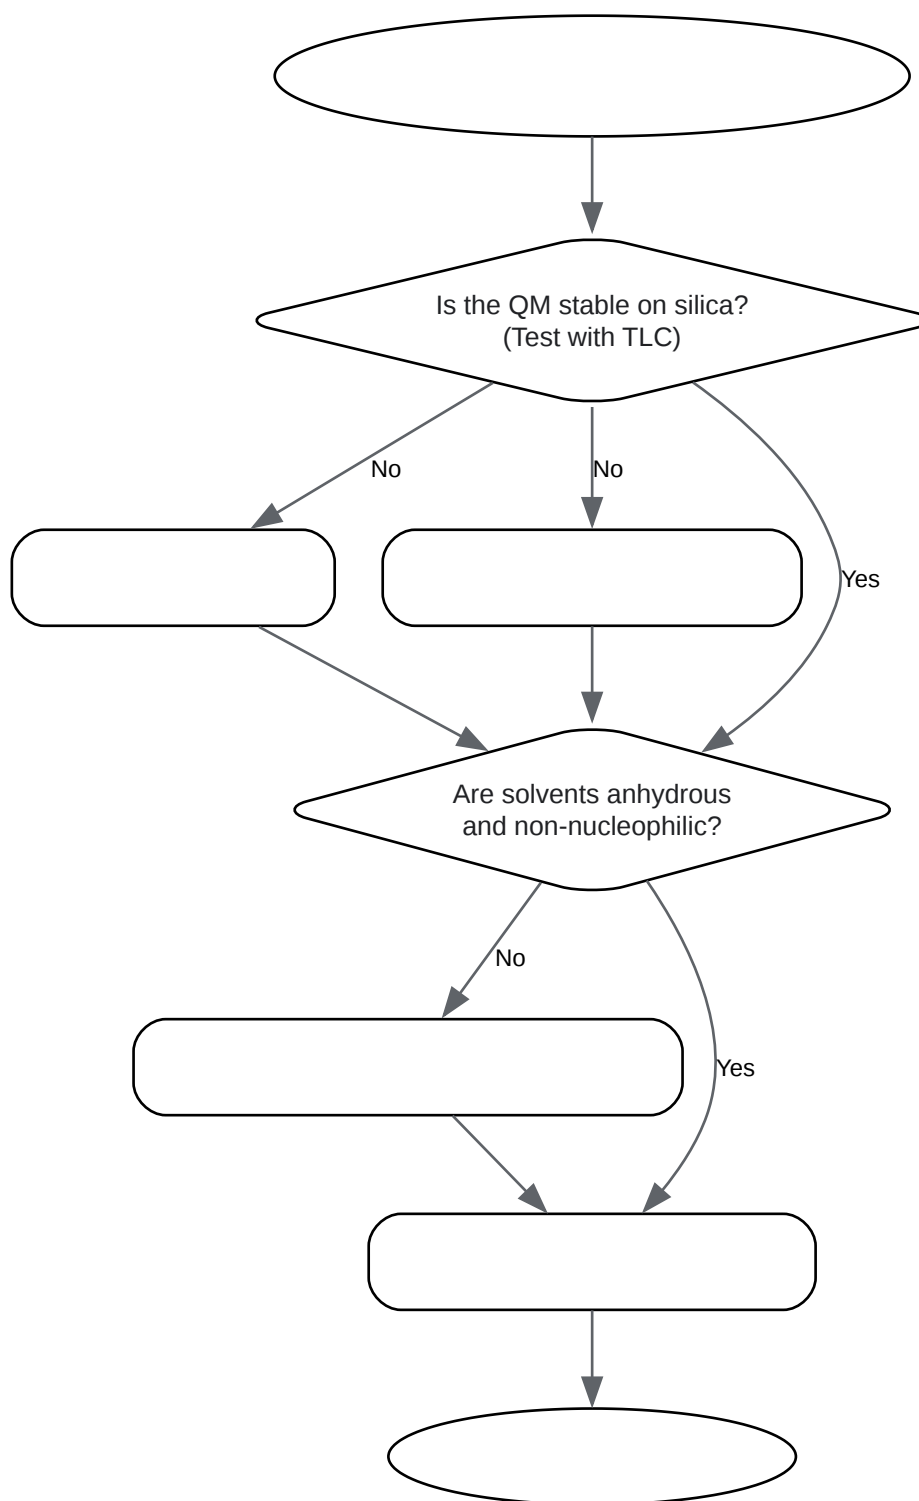 Is the QM stable on silica?
(Test with TLC)
No
No
Yes
Are solvents anhydrous
and non-nucleophilic?
No
Yes